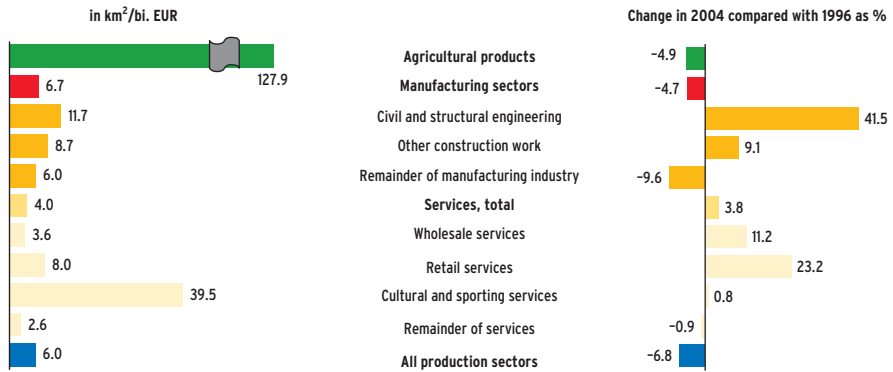 in km²/bi. EUR
Change in 2004 compared with 1996 as %
127.9
Agricultural products
−4.9
6.7
Manufacturing sectors
−4.7
11.7
Civil and structural engineering
41.5
8.7
Other construction work
9.1
6.0
Remainder of manufacturing industry
−9.6
4.0
Services, total
3.8
3.6
Wholesale services
11.2
8.0
Retail services
23.2
39.5
Cultural and sporting services
0.8
2.6
Remainder of services
−0.9
6.0
All production sectors
−6.8